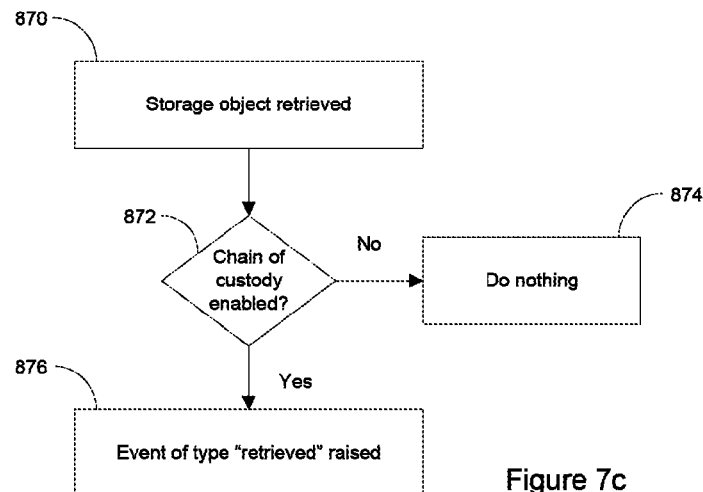 870
Storage object retrieved
872
874
Chain of
custody
enabled?
No
Do nothing
Yes
876
Event of type “retrieved” raised
Figure 7c